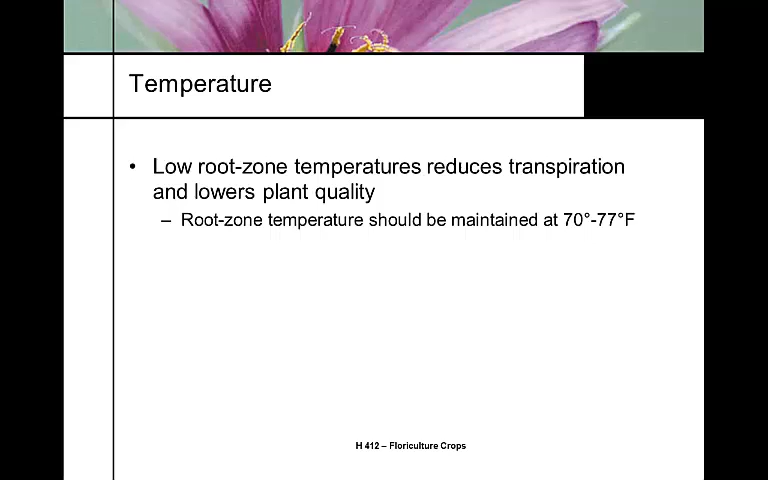 Temperature
• Low root-zone temperatures reduces transpiration
and lowers plant quality
– Root-zone temperature should be maintained at 70°-77°F
H 412 – Floriculture Crops